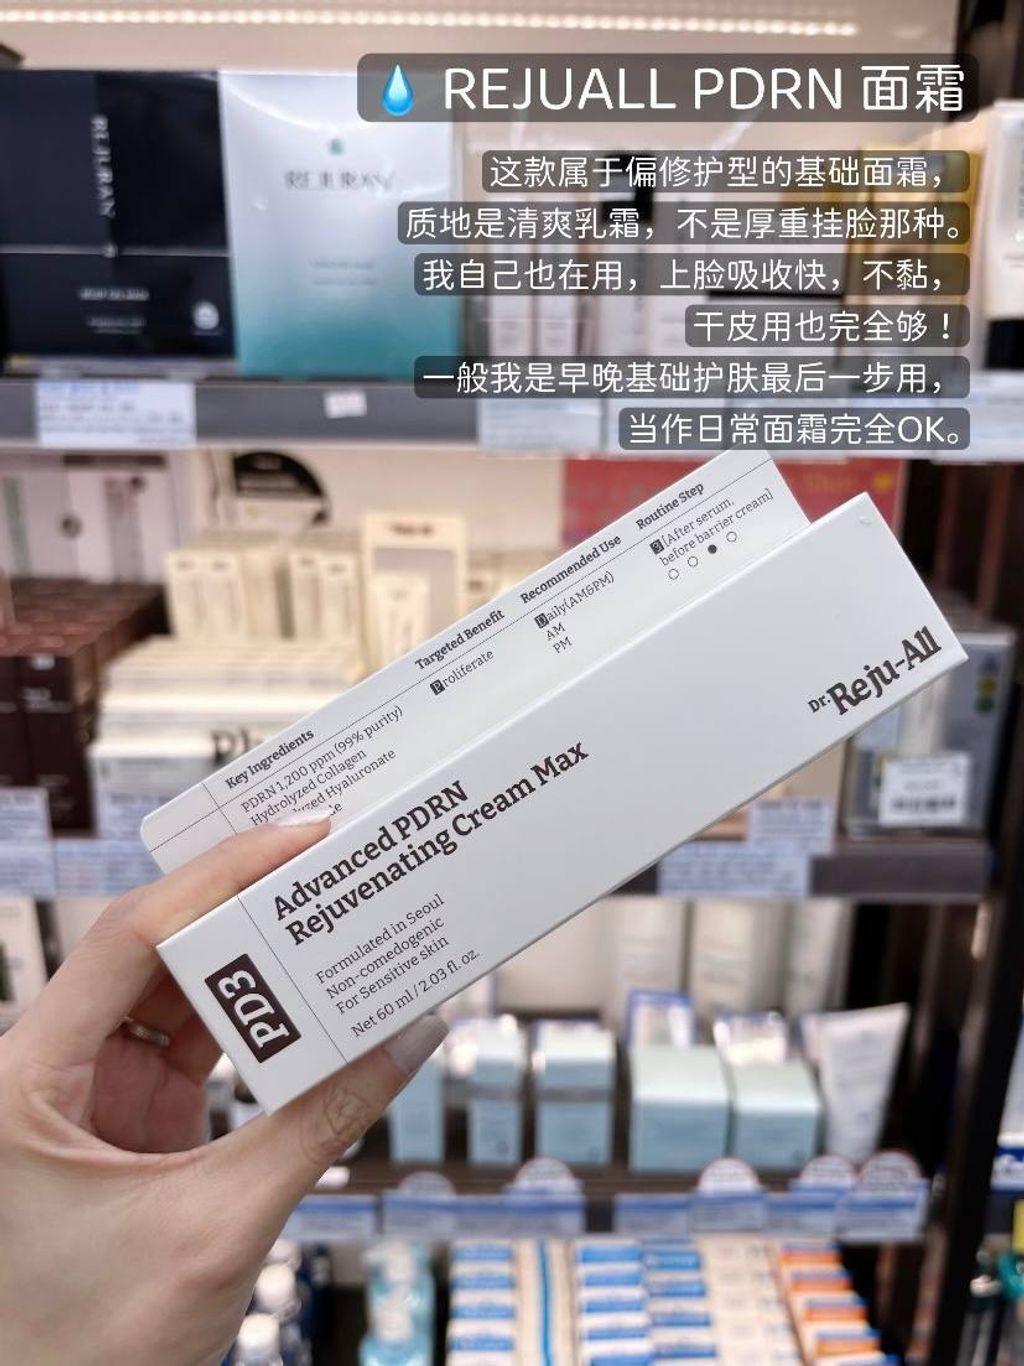 💧 REJUALL PDRN 面霜
这款属于偏修护型的基础面霜，
质地是清爽乳霜，不是厚重挂脸那种。
我自己也在用，上脸吸收快，不黏，
干皮用也完全够！
一般我是早晚基础护肤最后一步用，
当作日常面霜完全OK。
REJURAN
REJURAN
Key Ingredients
PDRN 1,200 ppm (99% purity)
Hydrolyzed Collagen
Targeted Benefit
Proliferate
Recommended Use
Daily(AM&PM)
AM
PM
Routine Step
3 [After serum,
before barrier cream]
Dr. Reju-All
Advanced PDRN
Rejuvenating Cream Max
Formulated in Seoul
Non-comedogenic
For Sensitive skin
Net 60 ml / 2.03 fl. oz.
PD3